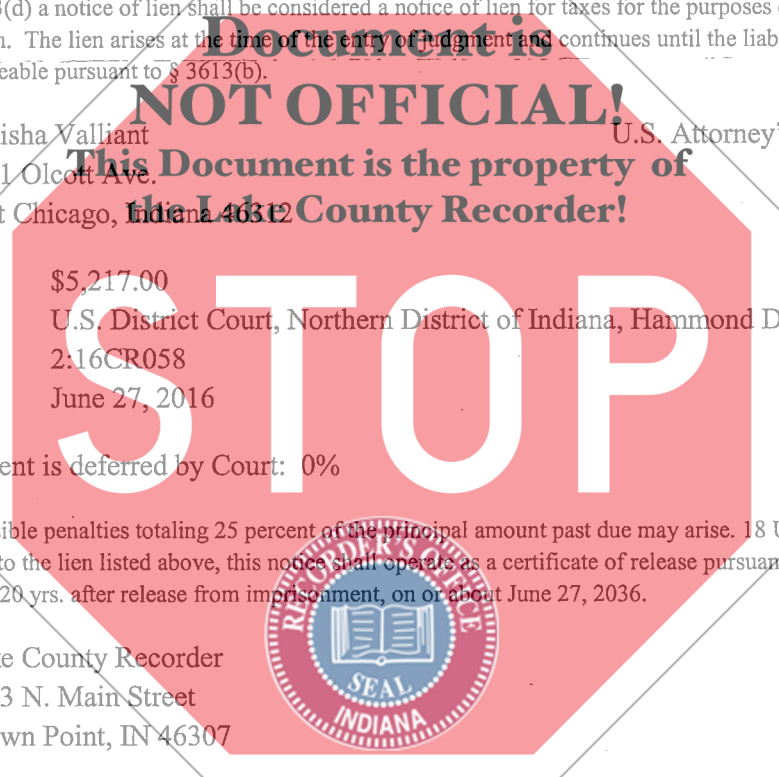 3(d) a notice of lien shall be considered a notice of lien for taxes for the purposes
n. The lien arises at the time of the entry of judgment and continues until the liab
eable pursuant to § 3613(b).
Document is
NOT OFFICIAL!
This Document is the property of
the Lake County Recorder!
isha Valliant
U.S. Attorney'
1 Olcott Ave.
t Chicago, Indiana 46312
$5,217.00
U.S. District Court, Northern District of Indiana, Hammond D
2:16CR058
June 27, 2016
STOP
ent is deferred by Court: 0%
ible penalties totaling 25 percent of the principal amount past due may arise. 18 U
to the lien listed above, this notice shall operate as a certificate of release pursuan
20 yrs. after release from imprisonment, on or about June 27, 2036.
RECORDER'S OFFICE
SEAL
INDIANA
e County Recorder
3 N. Main Street
wn Point, IN 46307